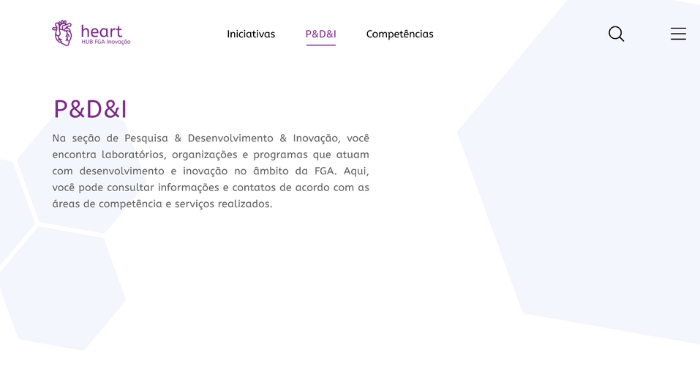 heart
HUB FGA Inovação
Iniciativas
P&D&I
Competências
P&D&I
Na seção de Pesquisa & Desenvolvimento & Inovação, você
encontra laboratórios, organizações e programas que atuam
com desenvolvimento e inovação no âmbito da FGA. Aqui,
você pode consultar informações e contatos de acordo com as
áreas de competência e serviços realizados.